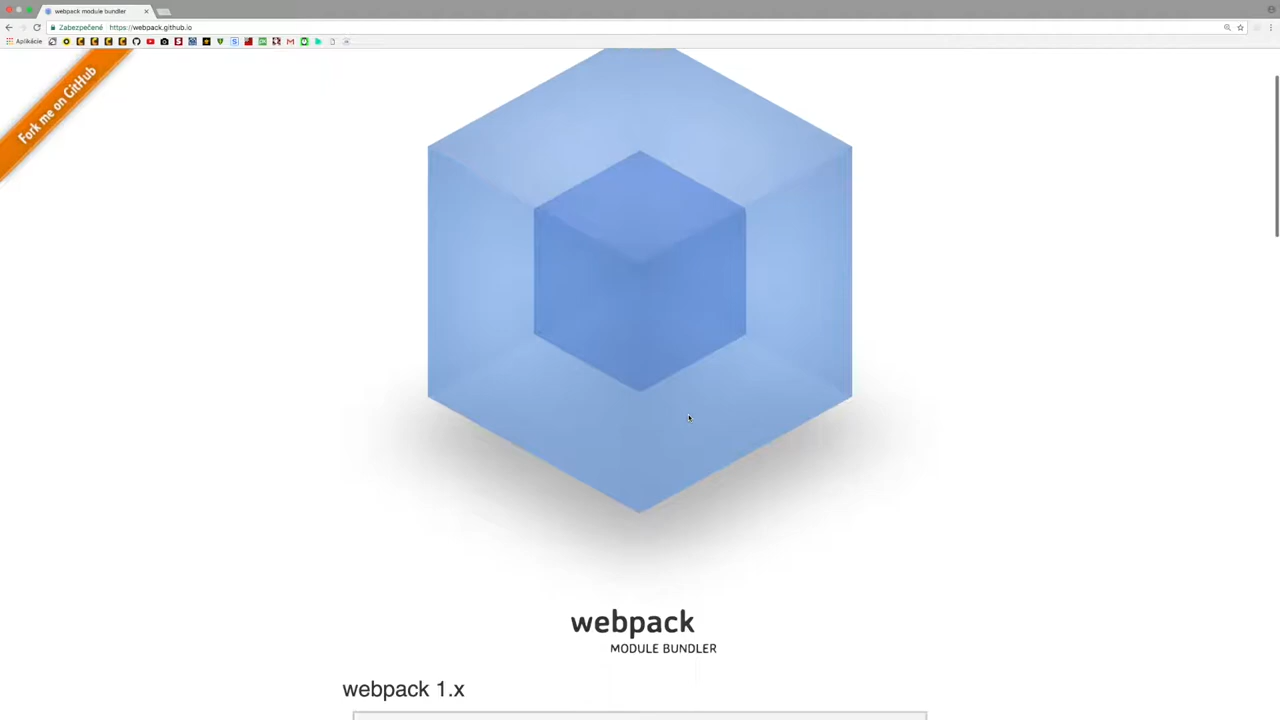 webpack module bundler
Zabezpečené https://webpack.github.io
Aplikácie
Fork me on GitHub
webpack
MODULE BUNDLER
webpack 1.x